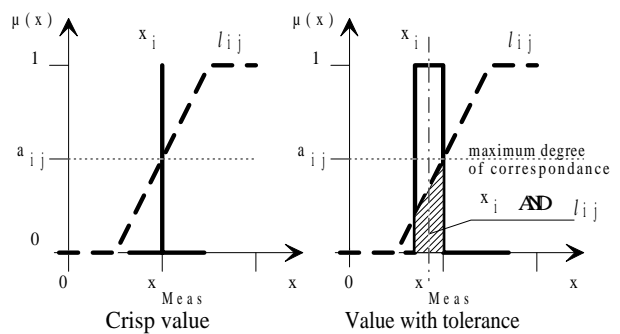 μ(x)
x i
l i j
1
a i j
0
0
x Meas
x
Crisp value
μ(x)
x i
l i j
1
maximum degree
of correspondance
a i j
x i AND l i j
0
0
x Meas
x
Value with tolerance